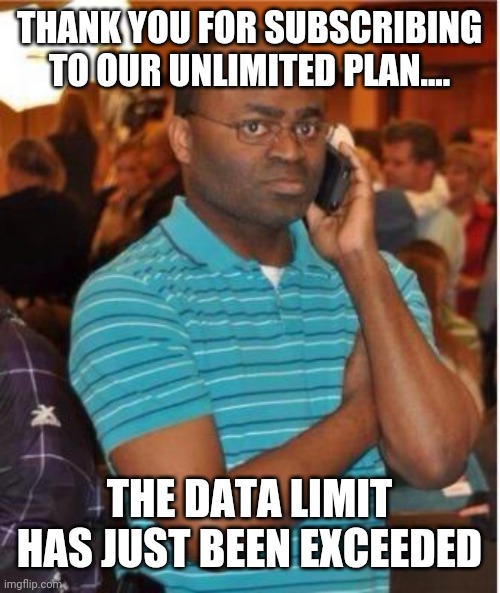 THANK YOU FOR SUBSCRIBING
TO OUR UNLIMITED PLAN....
THE DATA LIMIT
HAS JUST BEEN EXCEEDED
imgflip.com